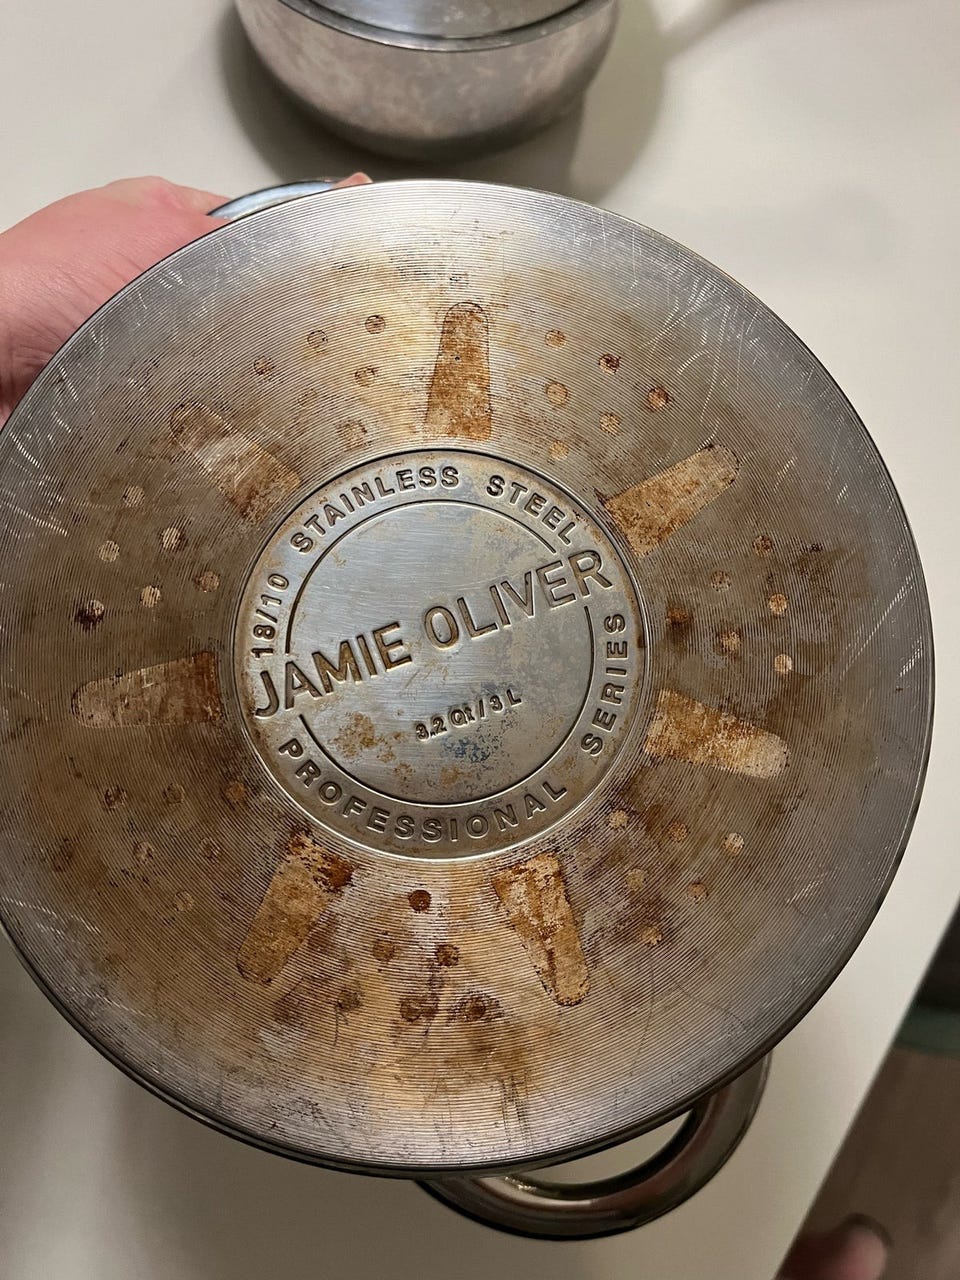 18/10 STAINLESS STEEL
JAMIE OLIVER
3.2 Qt / 3 L
PROFESSIONAL SERIES